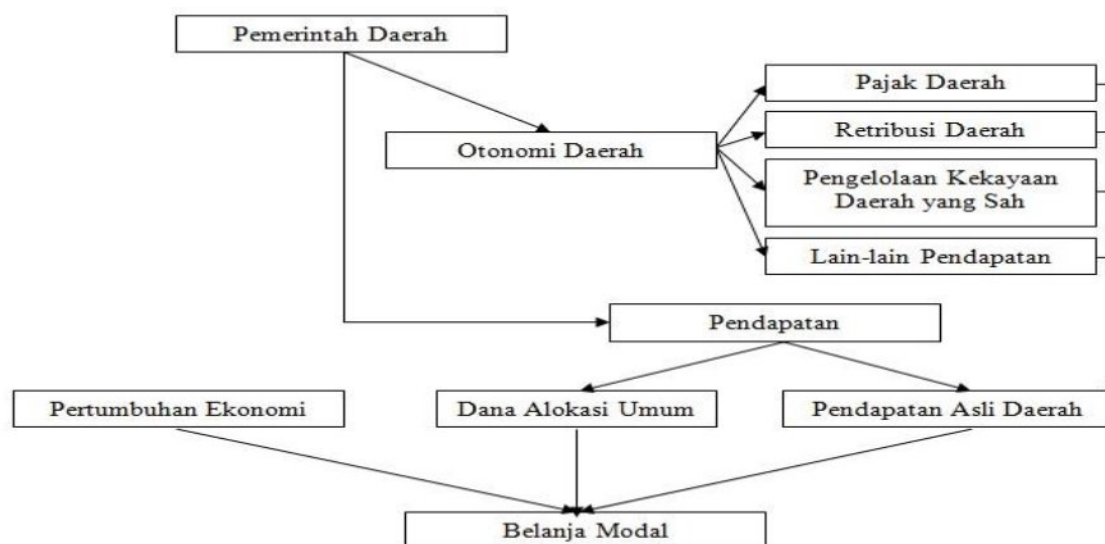 Pemerintah Daerah
Pajak Daerah
Otonomi Daerah
Retribusi Daerah
Pengelolaan Kekayaan
Daerah yang Sah
Lain-lain Pendapatan
Pendapatan
Pertumbuhan Ekonomi
Dana Alokasi Umum
Pendapatan Asli Daerah
Belanja Modal